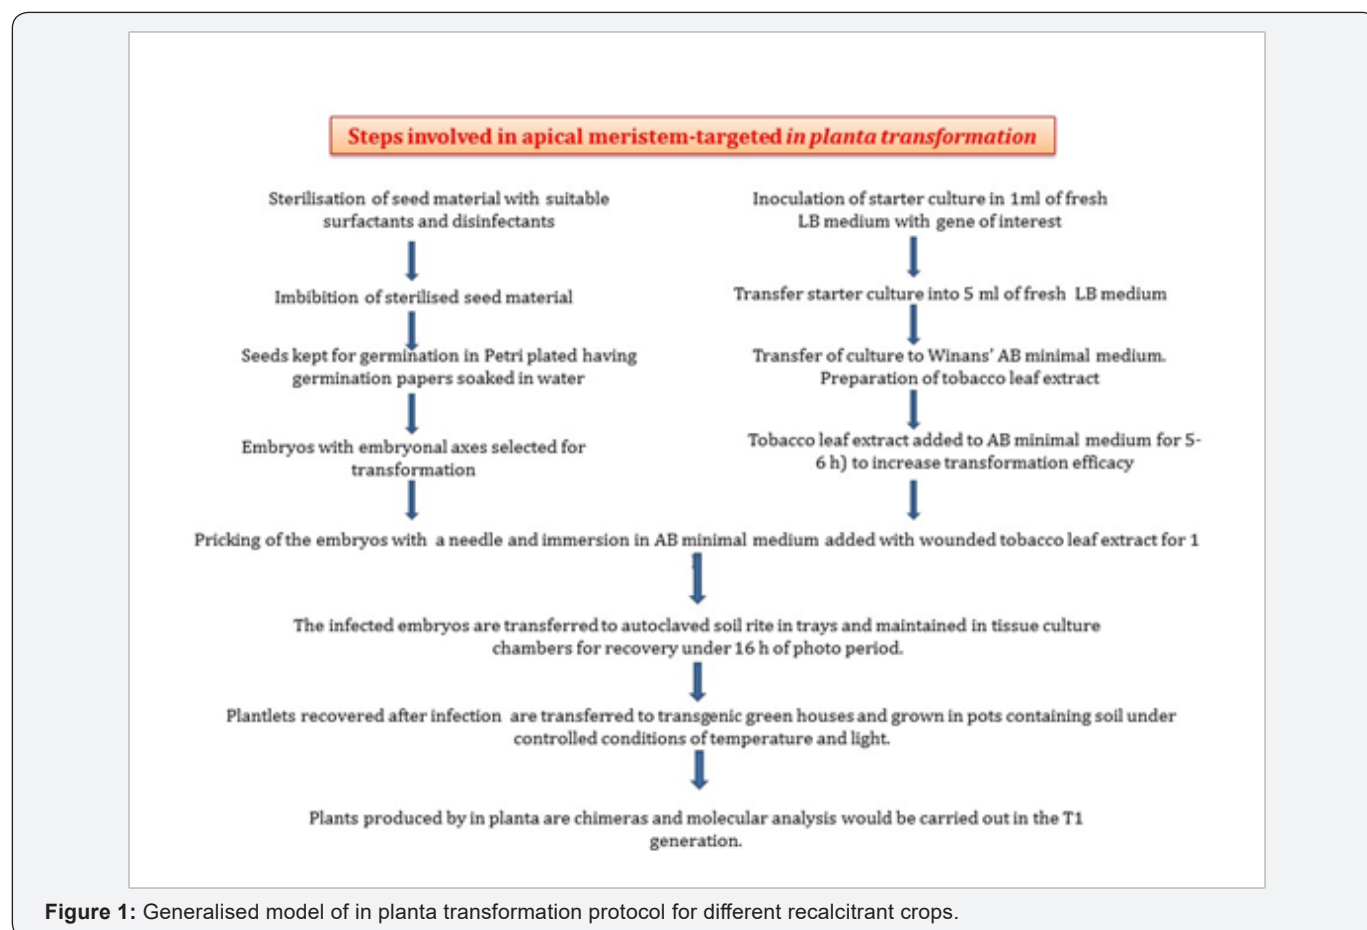 Steps involved in apical meristem-targeted in planta transformation
Sterilisation of seed material with suitable
surfactants and disinfectants
Imbibition of sterilised seed material
Seeds kept for germination in Petri plated having
germination papers soaked in water
Embryos with embryonal axes selected for
transformation
Inoculation of starter culture in 1ml of fresh
LB medium with gene of interest
Transfer starter culture into 5 ml of fresh LB medium
Transfer of culture to Winans' AB minimal medium.
Preparation of tobacco leaf extract
Tobacco leaf extract added to AB minimal medium for 5-
6 h) to increase transformation efficacy
Pricking of the embryos with a needle and immersion in AB minimal medium added with wounded tobacco leaf extract for 1
The infected embryos are transferred to autoclaved soil rite in trays and maintained in tissue culture
chambers for recovery under 16 h of photo period.
Plantlets recovered after infection are transferred to transgenic green houses and grown in pots containing soil under
controlled conditions of temperature and light.
Plants produced by in planta are chimeras and molecular analysis would be carried out in the T1
generation.
Figure 1: Generalised model of in planta transformation protocol for different recalcitrant crops.